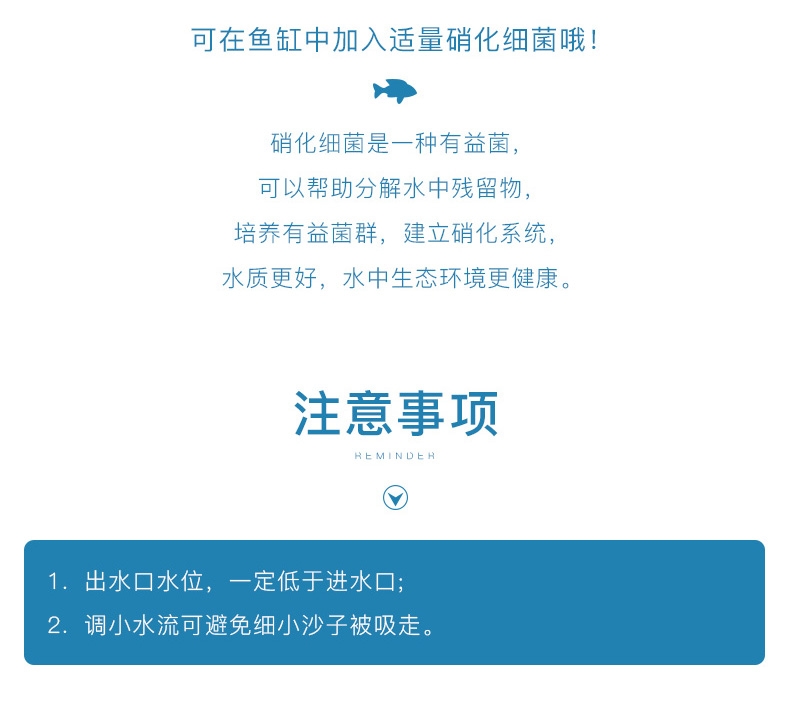 可在鱼缸中加入适量硝化细菌哦！
硝化细菌是一种有益菌，
可以帮助分解水中残留物，
培养有益菌群，建立硝化系统，
水质更好，水中生态环境更健康。
注意事项
REMINDER
1. 出水口水位，一定低于进水口;
2. 调小水流可避免细小沙子被吸走。